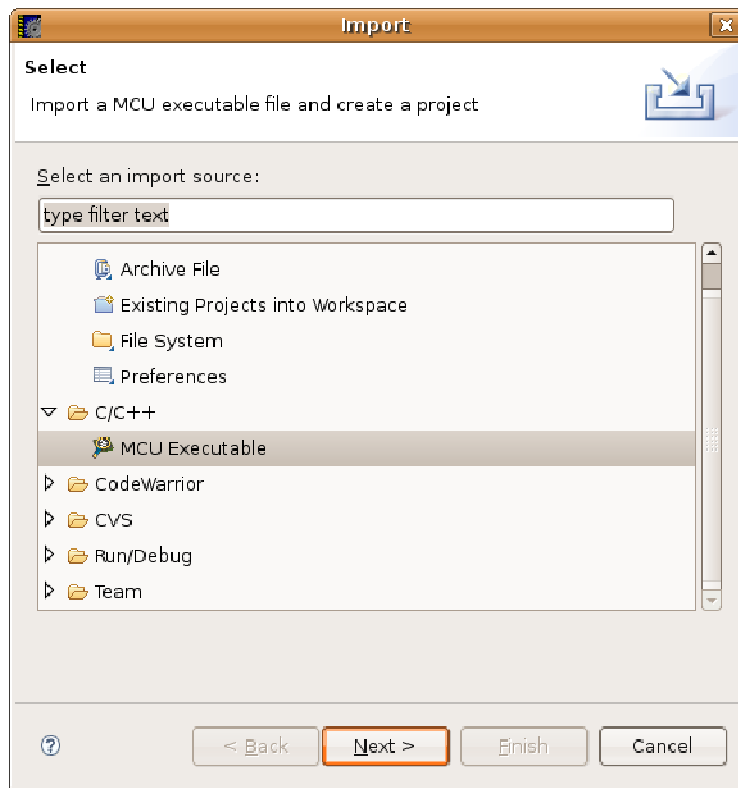 Import
Select
Import a MCU executable file and create a project
Select an import source:
type filter text
Archive File
Existing Projects into Workspace
File System
Preferences
C/C++
MCU Executable
CodeWarrior
CVS
Run/Debug
Team
< Back Next > Finish Cancel